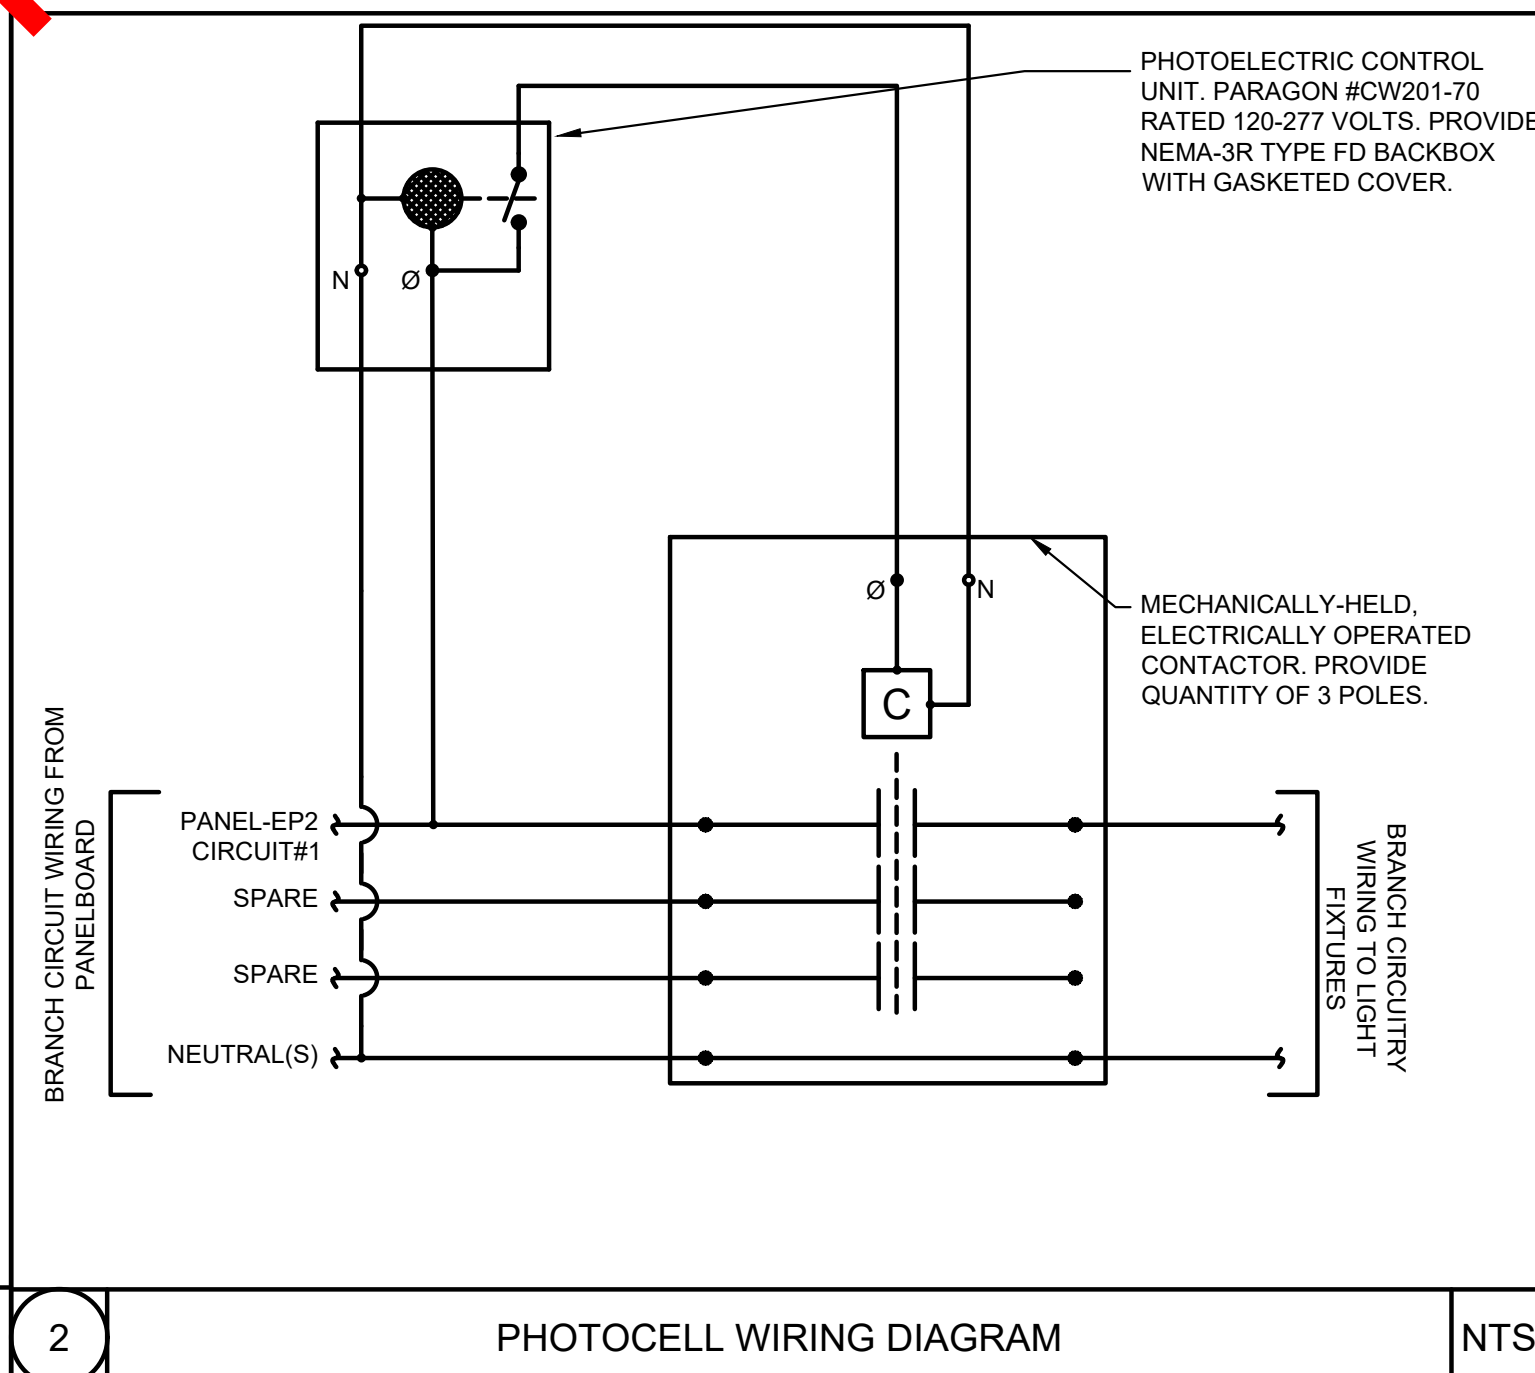 PHOTOELECTRIC CONTROL
UNIT. PARAGON #CW201-70
RATED 120-277 VOLTS. PROVIDE
NEMA-3R TYPE FD BACKBOX
WITH GASKETED COVER.
N
Ø
Ø
N
C
MECHANICALLY-HELD,
ELECTRICALLY OPERATED
CONTACTOR. PROVIDE
QUANTITY OF 3 POLES.
BRANCH CIRCUIT WIRING FROM
PANELBOARD
PANEL-EP2
CIRCUIT#1
SPARE
SPARE
NEUTRAL(S)
BRANCH CIRCUITRY
WIRING TO LIGHT
FIXTURES
2
PHOTOCELL WIRING DIAGRAM
NTS